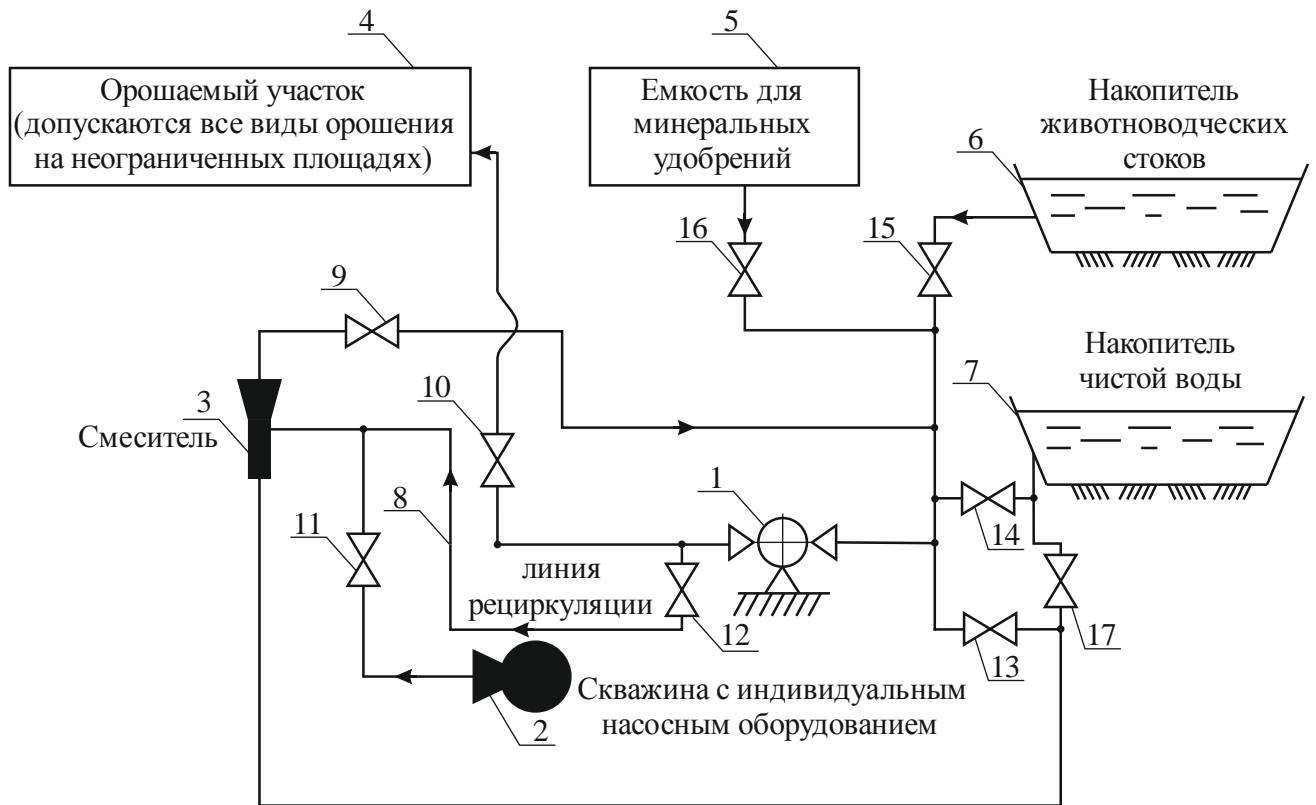 4
5
Орошаемый участок
(допускаются все виды орошения
на неограниченных площадях)
Емкость для
минеральных
удобрений
Накопитель
животноводческих
стоков
6
16
15
9
Накопитель
чистой воды
7
10
3
Смеситель
1
8
11
14
линия
рециркуляции
12
13
17
Скважина с индивидуальным
насосным оборудованием
2